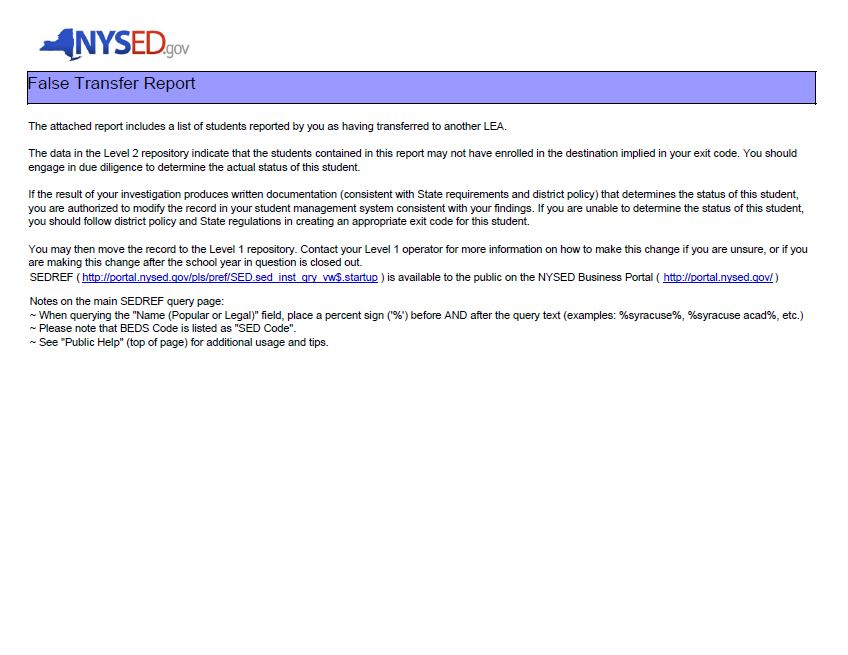 NYSED.gov
False Transfer Report
The attached report includes a list of students reported by you as having transferred to another LEA.
The data in the Level 2 repository indicate that the students contained in this report may not have enrolled in the destination implied in your exit code. You should
engage in due diligence to determine the actual status of this student.
If the result of your investigation produces written documentation (consistent with State requirements and district policy) that determines the status of this student,
you are authorized to modify the record in your student management system consistent with your findings. If you are unable to determine the status of this student,
you should follow district policy and State regulations in creating an appropriate exit code for this student.
You may then move the record to the Level 1 repository. Contact your Level 1 operator for more information on how to make this change if you are unsure, or if you
are making this change after the school year in question is closed out.
SEDREF ( http://portal.nysed.gov/pls/pref/SED.sed_inst_qry_vw$.startup ) is available to the public on the NYSED Business Portal ( http://portal.nysed.gov/ )
Notes on the main SEDREF query page:
~ When querying the "Name (Popular or Legal)" field, place a percent sign ('%') before AND after the query text (examples: %syracuse%, %syracuse acad%, etc.)
~ Please note that BEDS Code is listed as "SED Code".
~ See "Public Help" (top of page) for additional usage and tips.